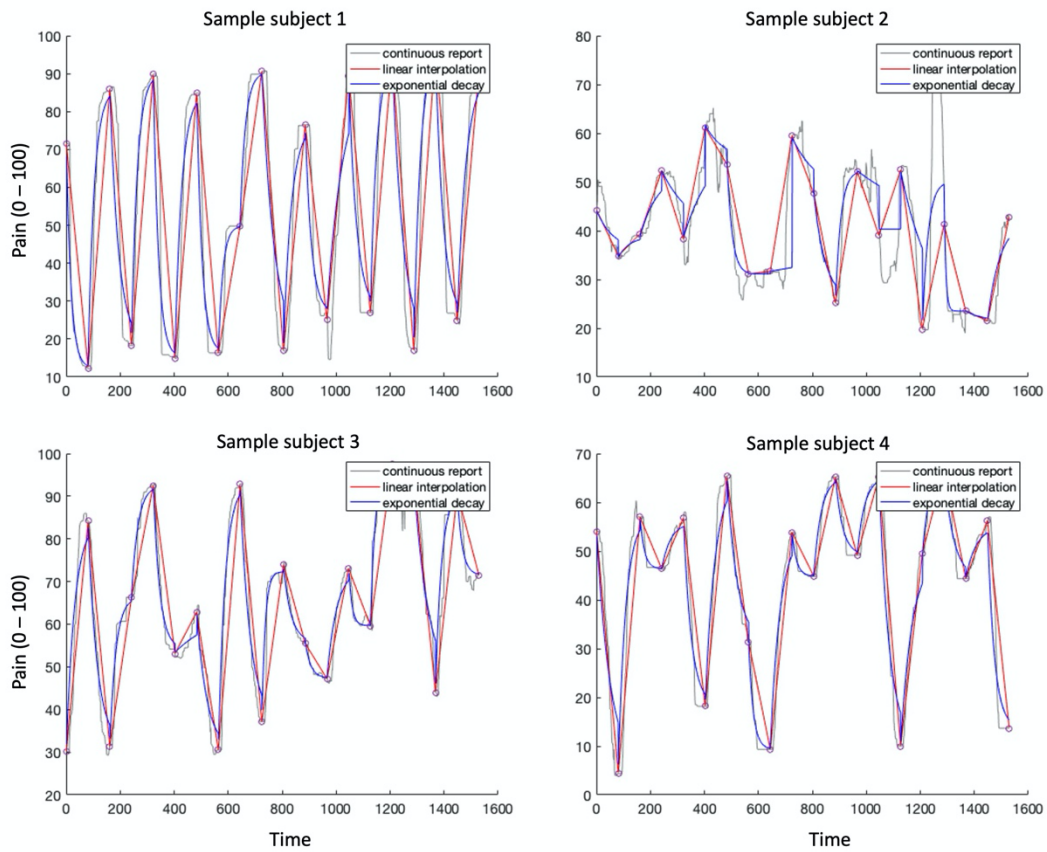 Sample subject 1
Pain (0 – 100)
100
90
80
70
60
50
40
30
20
10
continuous report
linear interpolation
exponential decay
0 200 400 600 800 1000 1200 1400 1600
Sample subject 2
80
70
60
50
40
30
20
10
continuous report
linear interpolation
exponential decay
0 200 400 600 800 1000 1200 1400 1600
Sample subject 3
Pain (0 – 100)
100
90
80
70
60
50
40
30
20
continuous report
linear interpolation
exponential decay
0 200 400 600 800 1000 1200 1400 1600
Time
Sample subject 4
70
60
50
40
30
20
10
0
continuous report
linear interpolation
exponential decay
0 200 400 600 800 1000 1200 1400 1600
Time